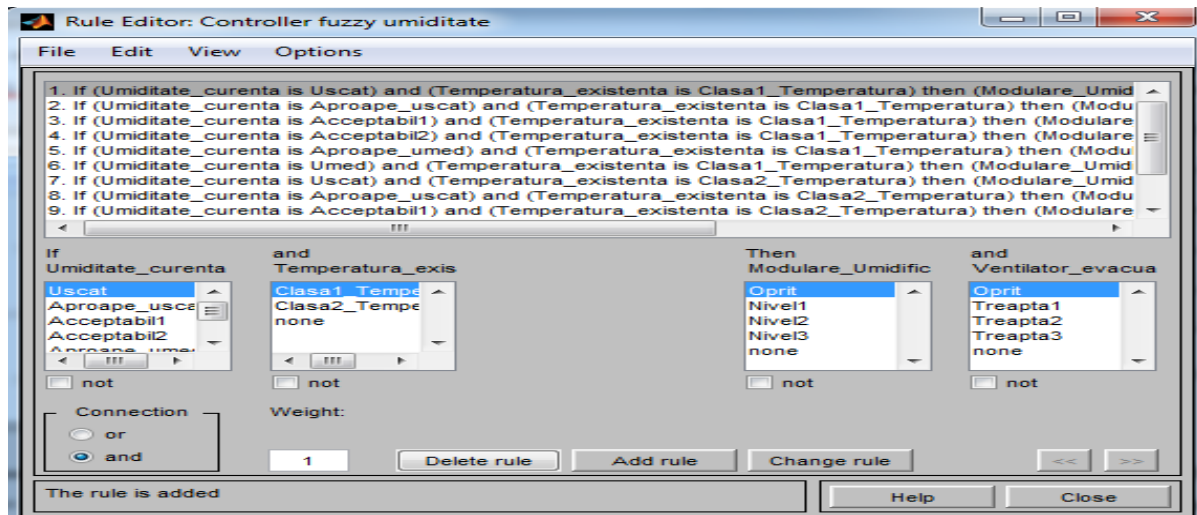 Rule Editor: Controller fuzzy umiditate
File Edit View Options
1. If (Umiditate_curenta is Uscat) and (Temperatura_existenta is Clasa1_Temperatura) then (Modulare_Umid
2. If (Umiditate_curenta is Aproape_uscat) and (Temperatura_existenta is Clasa1_Temperatura) then (Modu
3. If (Umiditate_curenta is Acceptabil1) and (Temperatura_existenta is Clasa1_Temperatura) then (Modulare
4. If (Umiditate_curenta is Acceptabil2) and (Temperatura_existenta is Clasa1_Temperatura) then (Modulare
5. If (Umiditate_curenta is Aproape_umed) and (Temperatura_existenta is Clasa1_Temperatura) then (Modu
6. If (Umiditate_curenta is Umed) and (Temperatura_existenta is Clasa1_Temperatura) then (Modulare_Umid
7. If (Umiditate_curenta is Uscat) and (Temperatura_existenta is Clasa2_Temperatura) then (Modulare_Umid
8. If (Umiditate_curenta is Aproape_uscat) and (Temperatura_existenta is Clasa2_Temperatura) then (Modu
9. If (Umiditate_curenta is Acceptabil1) and (Temperatura_existenta is Clasa2_Temperatura) then (Modulare
If and Then and
Umiditate_curenta Temperatura_exis Modulare_Umidific Ventilator_evacua
Uscat Clasa1_Tempe Oprit Oprit
Aproape_usca Clasa2_Tempe Nivel1 Treapta1
Acceptabil1 none Nivel2 Treapta2
Acceptabil2 Nivel3 Treapta3
Aproape_umed none none
not not not not
Connection Weight:
or
and 1 Delete rule Add rule Change rule << >>
The rule is added Help Close